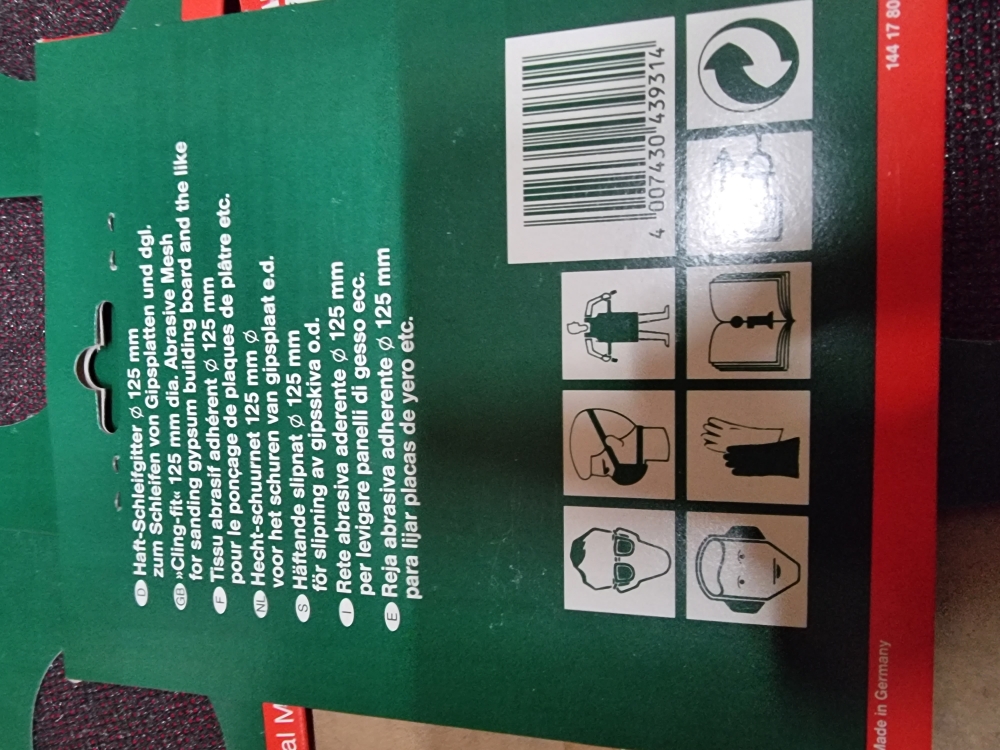 D Haft-Schleifgitter ⌀ 125 mm
zum Schleifen von Gipsplatten und dgl.
GB »Cling-fit« 125 mm dia. Abrasive Mesh
for sanding gypsum building board and the like
F Tissu abrasif adhérent ⌀ 125 mm
pour le ponçage de plaques de plâtre etc.
NL Hecht-schuurnet 125 mm ⌀
voor het schuren van gipsplaat e.d.
S Häftande slipnat ⌀ 125 mm
för slipning av gipsskiva o.d.
I Rete abrasiva aderente ⌀ 125 mm
per levigare panelli di gesso ecc.
E Reja abrasiva adherente ⌀ 125 mm
para lijar placas de yero etc.
4 007430 439314
i
in Germany
144 17 80